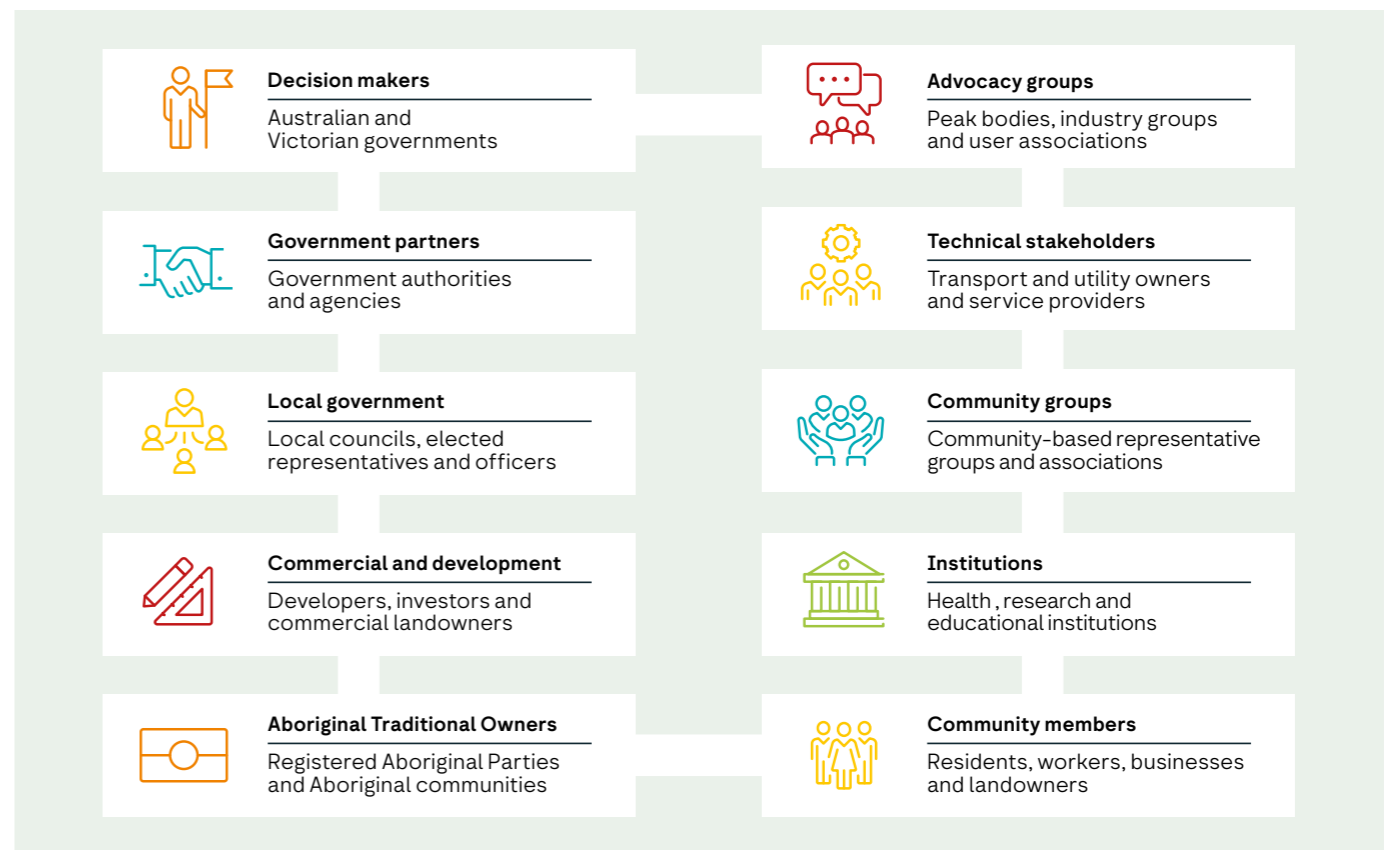 Decision makers
Australian and
Victorian governments
Government partners
Government authorities
and agencies
Local government
Local councils, elected
representatives and officers
Commercial and development
Developers, investors and
commercial landowners
Aboriginal Traditional Owners
Registered Aboriginal Parties
and Aboriginal communities
Advocacy groups
Peak bodies, industry groups
and user associations
Technical stakeholders
Transport and utility owners
and service providers
Community groups
Community-based representative
groups and associations
Institutions
Health , research and
educational institutions
Community members
Residents, workers, businesses
and landowners